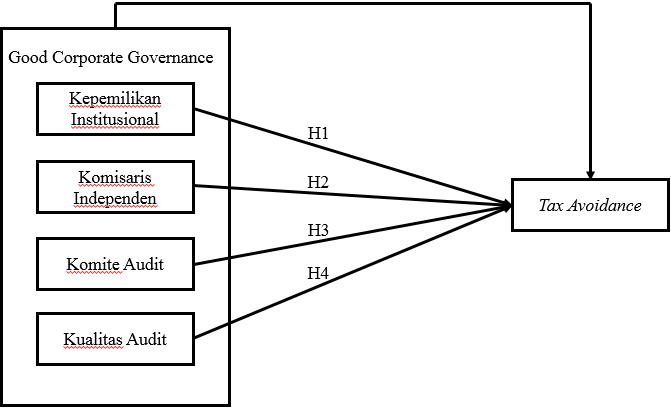 Good Corporate Governance
Kepemilikan
Institusional
H1
Komisaris
Independen
H2
Tax Avoidance
H3
Komite Audit
H4
Kualitas Audit